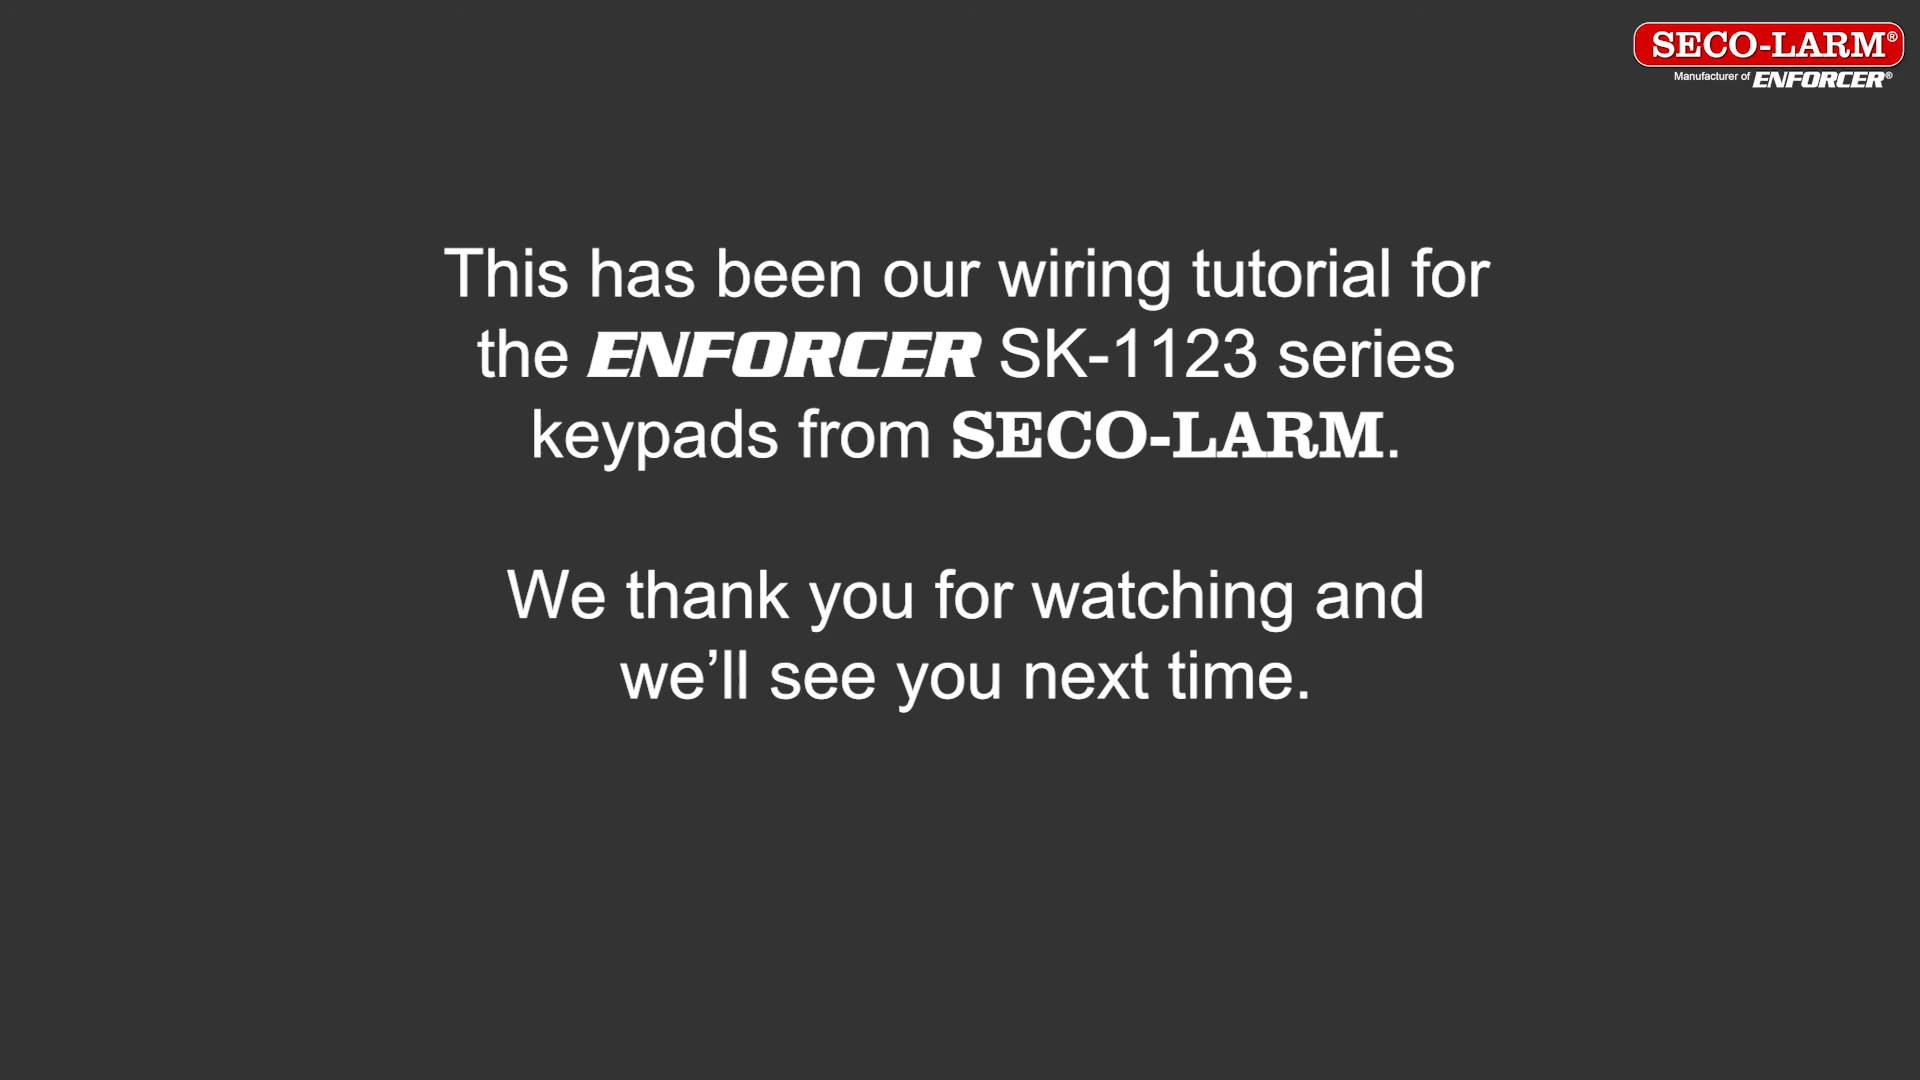 SECO-LARM®
Manufacturer of ENFORCER®
This has been our wiring tutorial for
the ENFORCER SK-1123 series
keypads from SECO-LARM.
We thank you for watching and
we’ll see you next time.